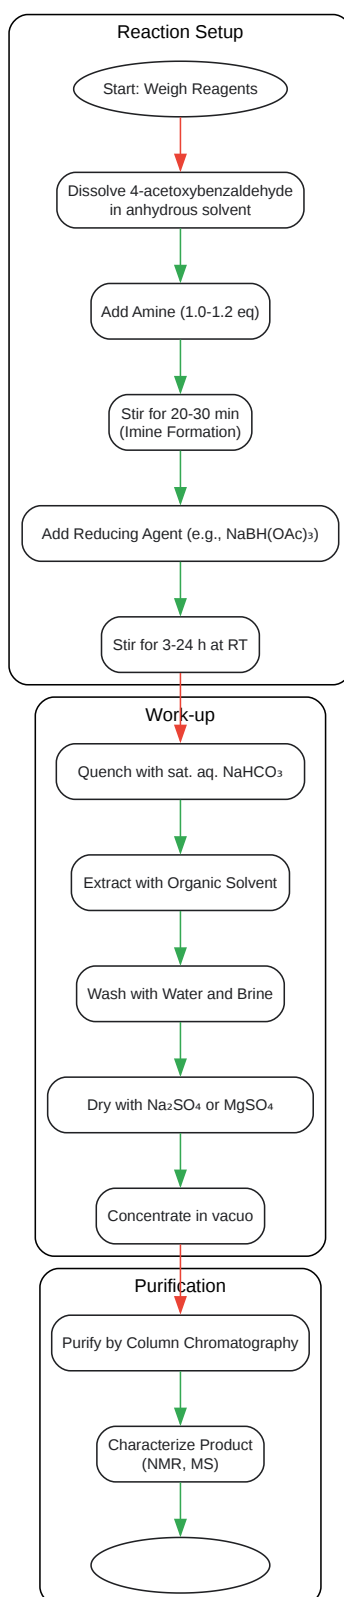 Reaction Setup
Start: Weigh Reagents
Dissolve 4-acetoxybenzaldehyde
in anhydrous solvent
Add Amine (1.0-1.2 eq)
Stir for 20-30 min
(Imine Formation)
Add Reducing Agent (e.g., NaBH(OAc)₃)
Stir for 3-24 h at RT
Work-up
Quench with sat. aq. NaHCO₃
Extract with Organic Solvent
Wash with Water and Brine
Dry with Na₂SO₄ or MgSO₄
Concentrate in vacuo
Purification
Purify by Column Chromatography
Characterize Product
(NMR, MS)